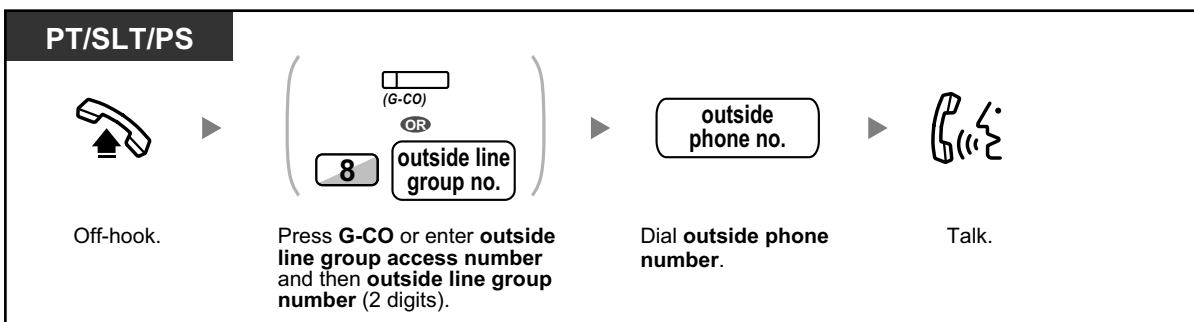 PT/SLT/PS
(G-CO)
OR
8
outside line
group no.
outside
phone no.
Off-hook.
Press G-CO or enter outside
line group access number
and then outside line group
number (2 digits).
Dial outside phone
number.
Talk.